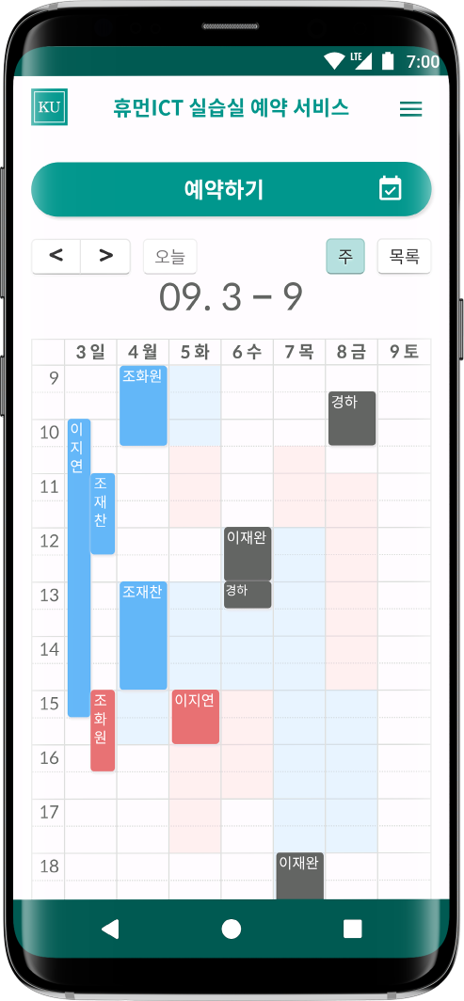 LTE 7:00
KU 휴먼ICT 실습실 예약 서비스
예약하기
< > 오늘 주 목록
09. 3 – 9
3 일 4 월 5 화 6 수 7 목 8 금 9 토
9
조화원
경하
10
이지연
11
조재찬
12
이재완
13
조재찬
경하
14
15
조화원
이지연
16
17
18
이재완